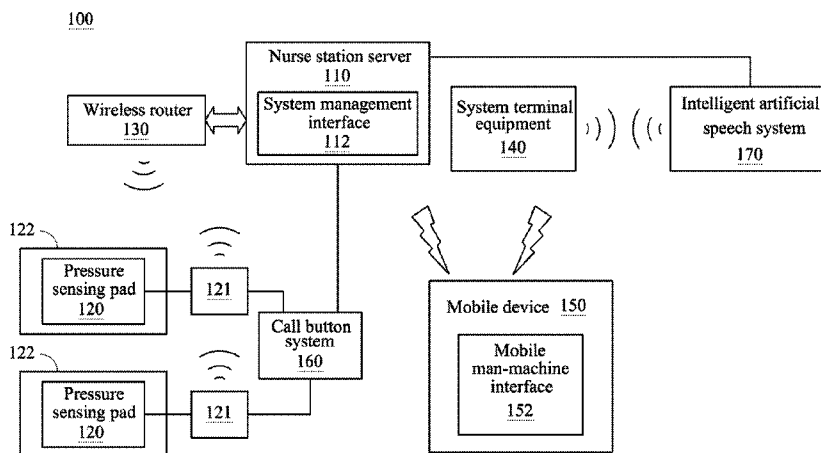 100
Nurse station server
110
System management
interface
112
Wireless router
130
System terminal
equipment
140
Intelligent artificial
speech system
170
122
Pressure
sensing pad
120
121
Call button
system
160
122
Pressure
sensing pad
120
121
Mobile device 150
Mobile
man-machine
interface
152